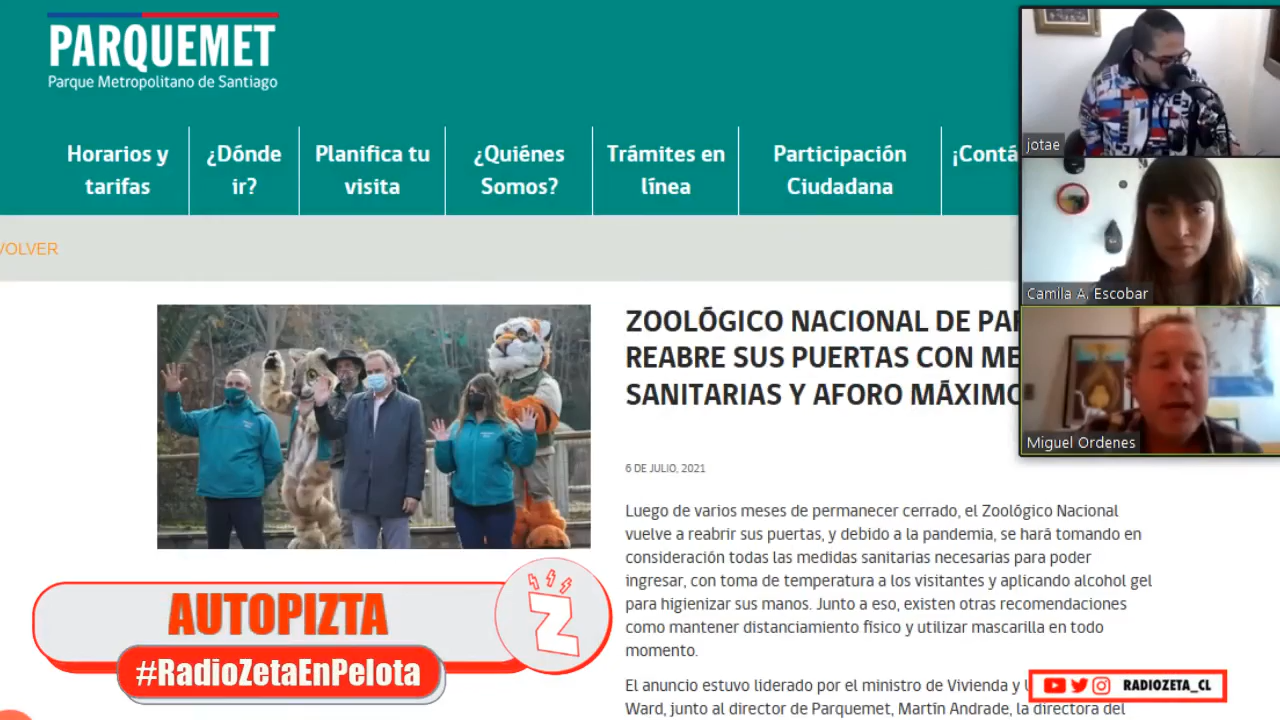 PARQUEMET
Parque Metropolitano de Santiago
Horarios y
tarifas
¿Dónde
ir?
Planifica tu
visita
¿Quiénes
Somos?
Trámites en
línea
Participación
Ciudadana
VOLVER
ZOOLÓGICO NACIONAL DE
REABRE SUS PUERTAS CON
SANITARIAS Y AFORO MÁXIMO
6 DE JULIO, 2021
Luego de varios meses de permanecer cerrado, el Zoológico Nacional
vuelve a reabrir sus puertas, y debido a la pandemia, se hará tomando en
consideración todas las medidas sanitarias necesarias para poder
ingresar, con toma de temperatura a los visitantes y aplicando alcohol gel
para higienizar sus manos. Junto a eso, existen otras recomendaciones
como mantener distanciamiento físico y utilizar mascarilla en todo
momento.
El anuncio estuvo liderado por el ministro de Vivienda y
Ward, junto al director de Parquemet, Martín Andrade, la directora del
jotae
Camila A. Escobar
Miguel Ordenes
AUTOPIZTA
Z
#RadioZetaEnPelota
RADIOZETA_CL